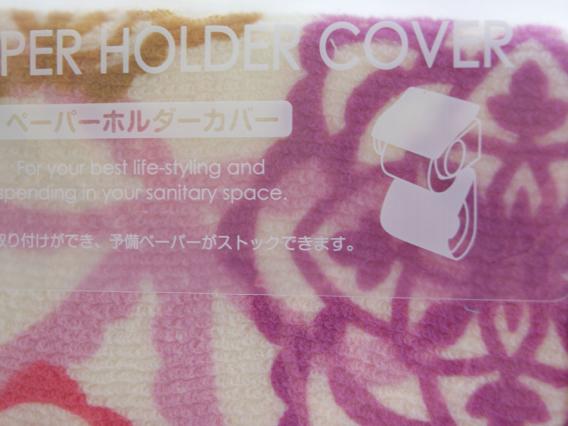 PER HOLDER COVER
ペーパーホルダーカバー
For your best life-styling and
spending in your sanitary space.
取り付けができ、予備ペーパーがストックできます。